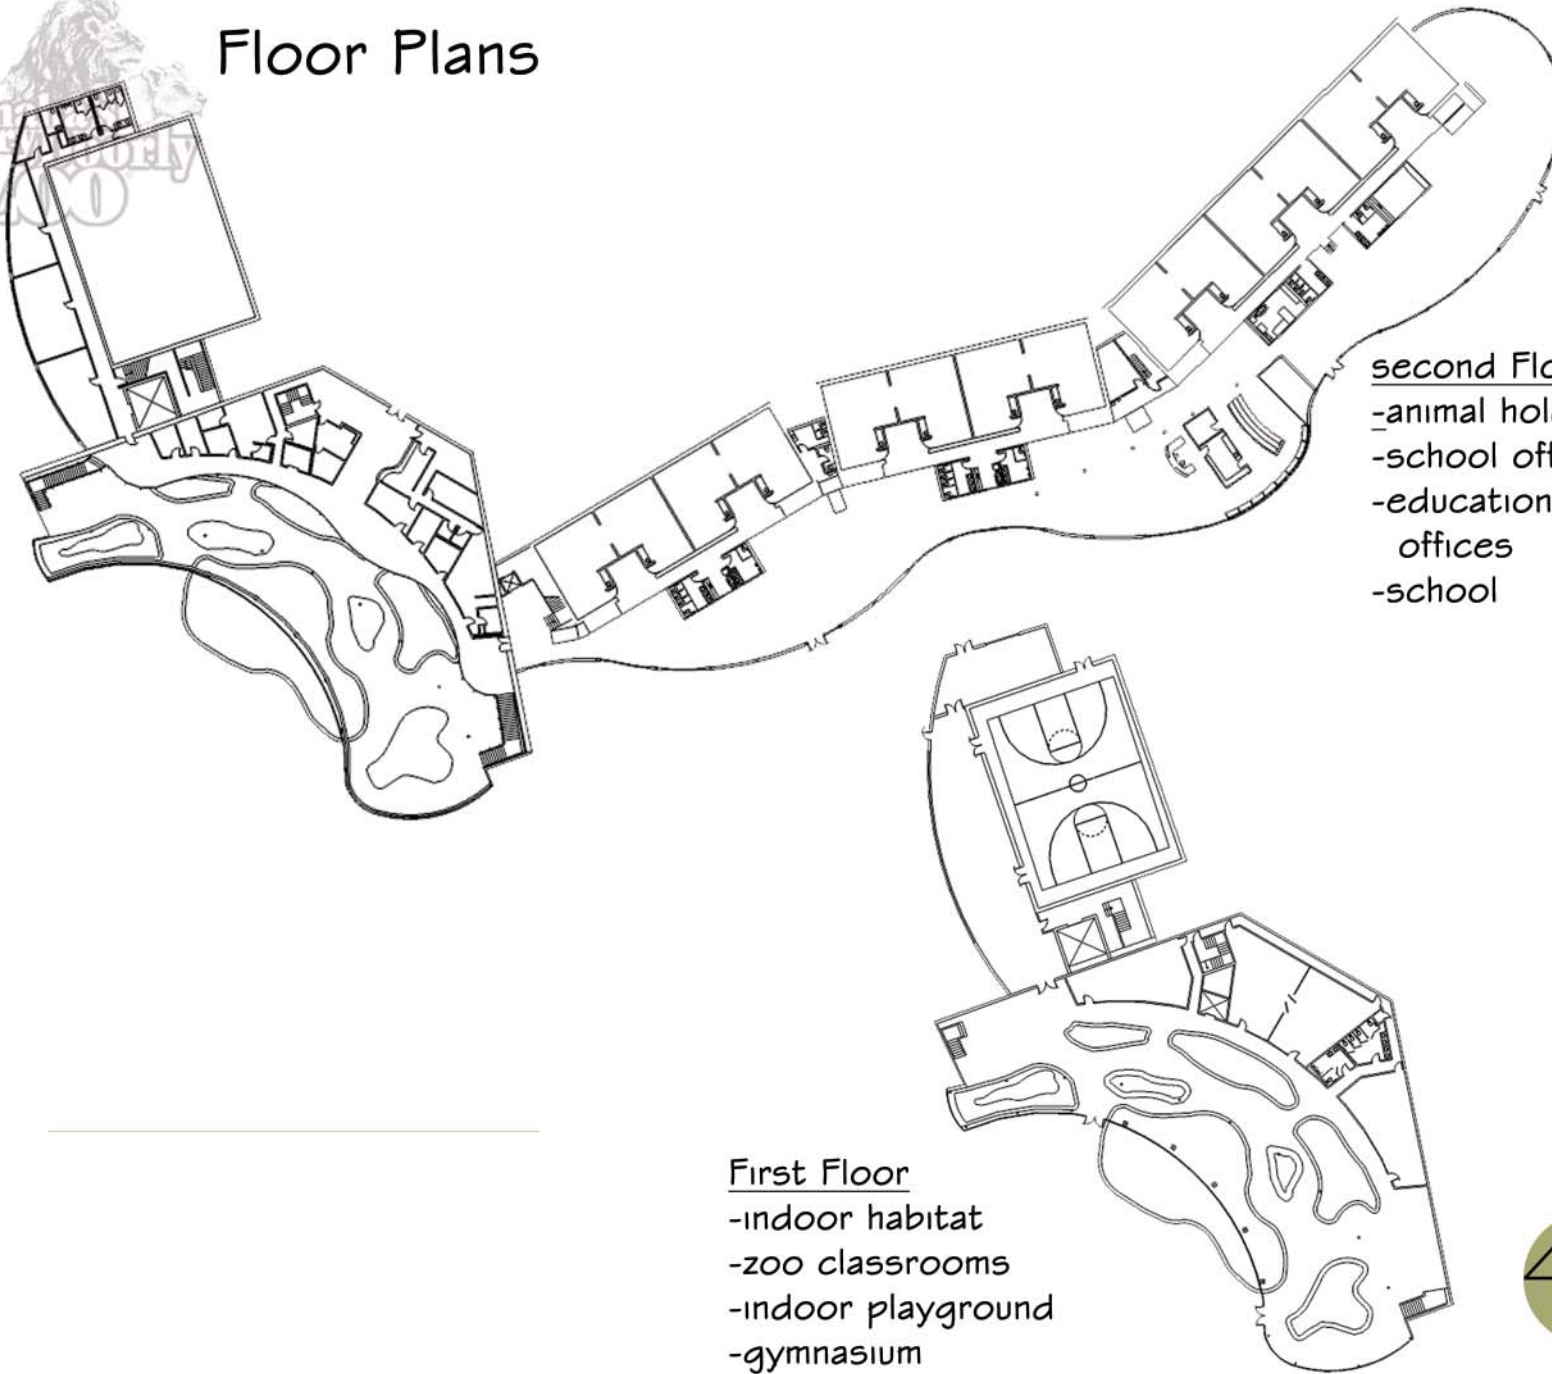 Floor Plans
ZOO
second Flo
-animal hol
-school off
-education
offices
-school
First Floor
-indoor habitat
-zoo classrooms
-indoor playground
-gymnasium